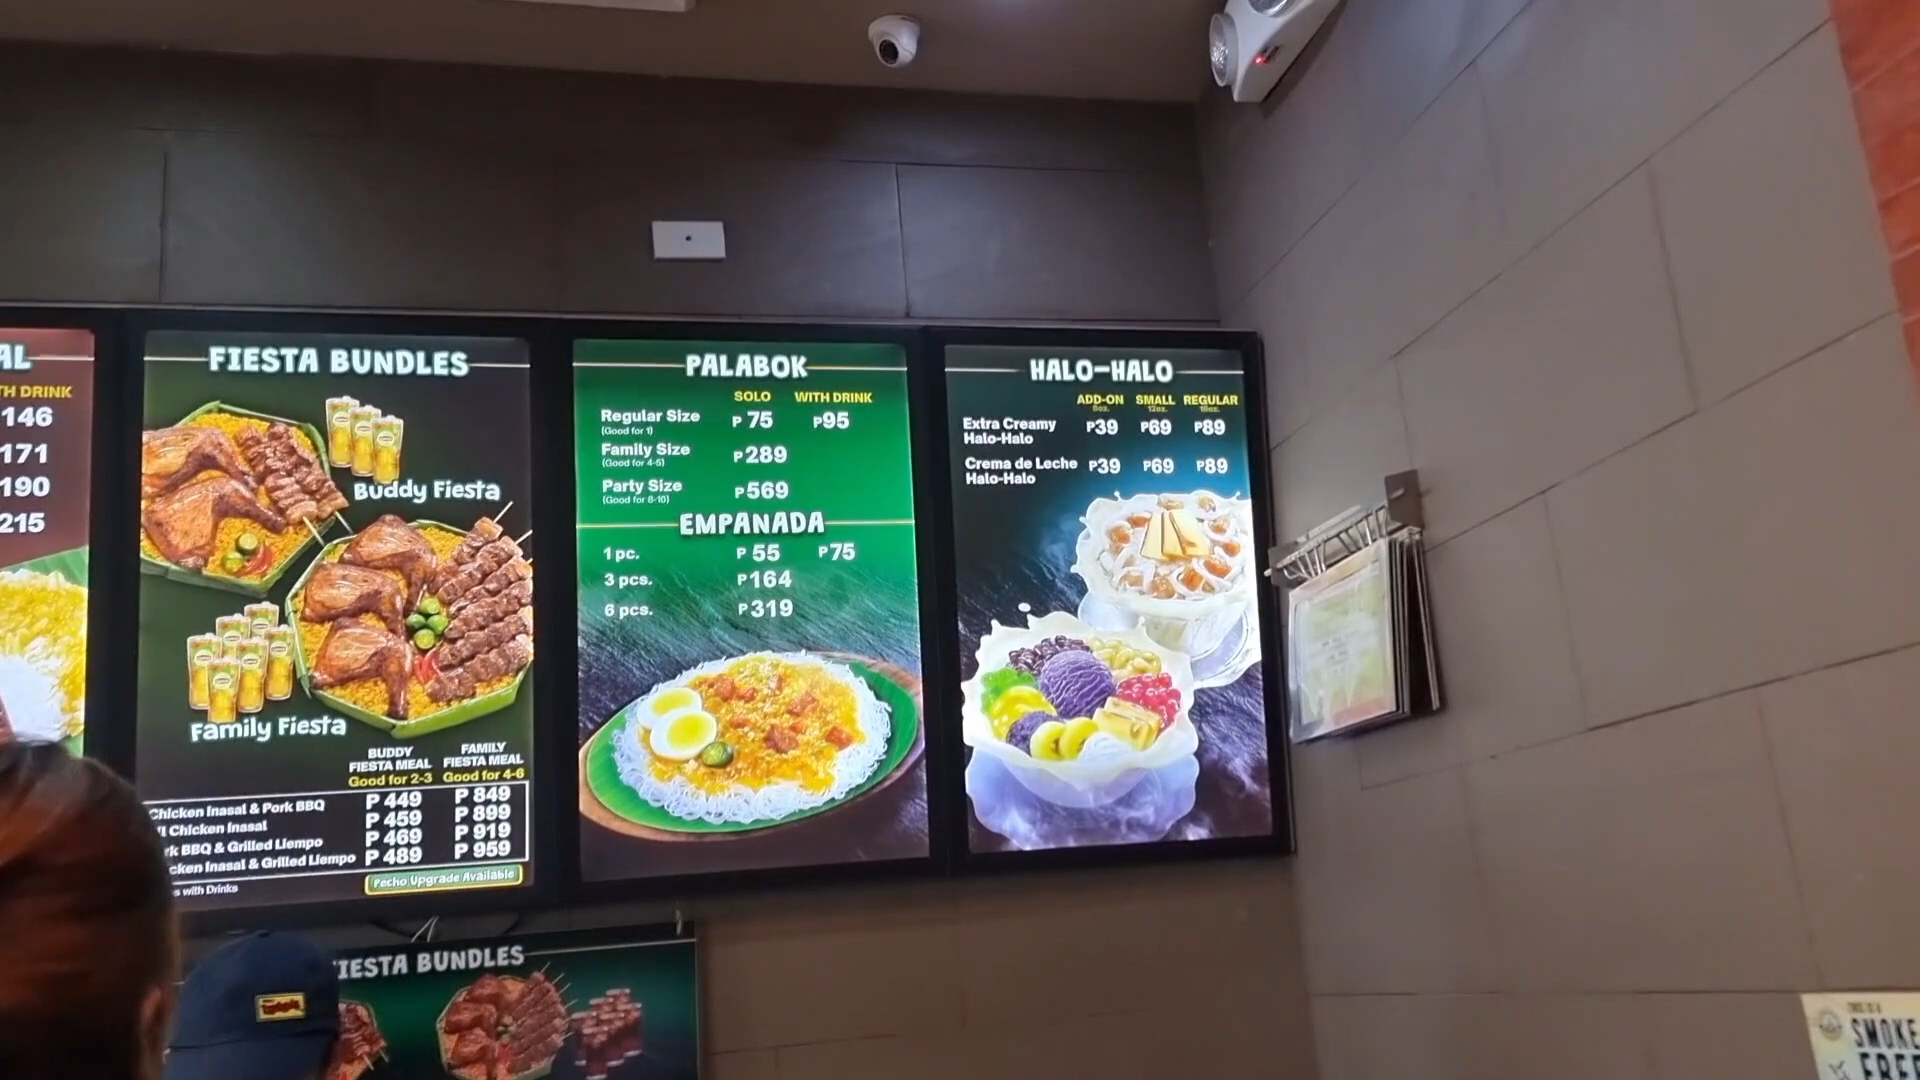 AL
TH DRINK
146
171
190
215
FIESTA BUNDLES
Buddy Fiesta
Family Fiesta
BUDDY FIESTA MEAL
FAMILY FIESTA MEAL
Good for 2-3
Good for 4-6
Chicken Inasal & Pork BBQ P 449 P 849
ll Chicken Inasal P 459 P 899
rk BBQ & Grilled Liempo P 469 P 919
cken Inasal & Grilled Liempo P 489 P 959
s with Drinks
Pecho Upgrade Available
PALABOK
SOLO WITH DRINK
Regular Size P 75 P95
(Good for 1)
Family Size P289
(Good for 4-5)
Party Size P569
(Good for 8-10)
EMPANADA
1 pc. P 55 P75
3 pcs. P164
6 pcs. P319
HALO-HALO
ADD-ON SMALL REGULAR
8oz. 12oz. 16oz.
Extra Creamy P39 P69 P89
Halo-Halo
Crema de Leche P39 P69 P89
Halo-Halo
IESTA BUNDLES
SMOKE
FREE